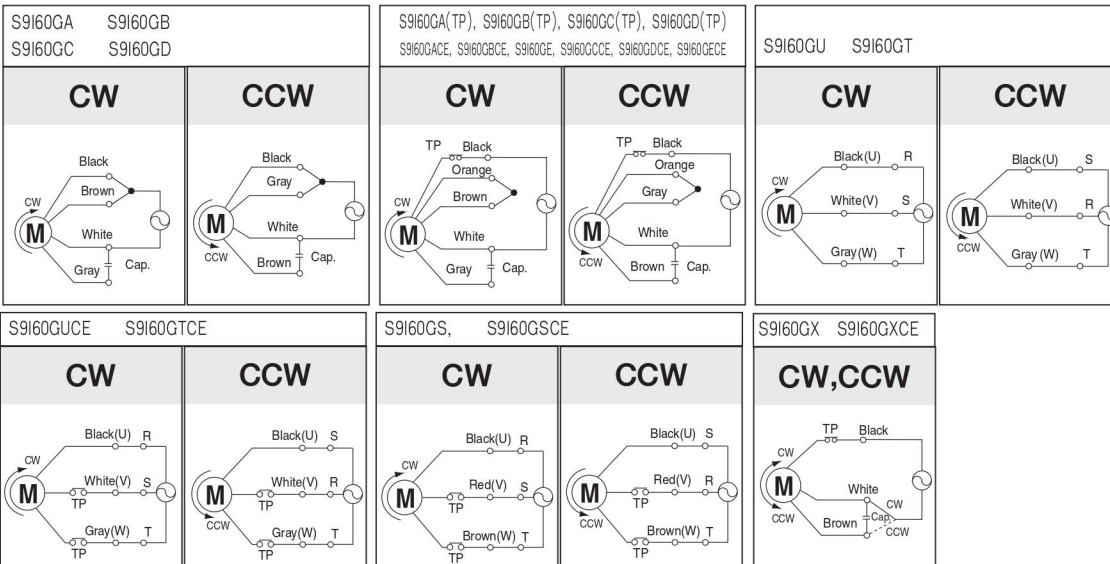 S9I60GA S9I60GB
S9I60GC S9I60GD
CW CCW
Black
Brown
CW
M
White
Gray Cap.
Black
Gray
M
White
CCW
Brown Cap.
S9I60GA(TP), S9I60GB(TP), S9I60GC(TP), S9I60GD(TP)
S9I60GACE, S9I60GBCE, S9I60GE, S9I60GCCE, S9I60GDCE, S9I60GECE
CW CCW
TP Black
Orange
Brown
CW
M
White
Gray Cap.
TP Black
Orange
Gray
M
White
CCW
Brown Cap.
S9I60GU S9I60GT
CW CCW
Black(U) R
CW
White(V) S
M
Gray(W) T
Black(U) S
White(V) R
M
CCW
Gray (W) T
S9I60GUCE S9I60GTCE
CW CCW
Black(U) R
CW
White(V) S
M
TP
Gray(W) T
TP
Black(U) S
White(V) R
M
TP
CCW
Gray(W) T
TP
S9I60GS, S9I60GSCE
CW CCW
Black(U) R
CW
Red(V) S
M
TP
Brown(W) T
TP
Black(U) S
Red(V) R
M
TP
CCW
Brown(W) T
TP
S9I60GX S9I60GXCE
CW,CCW
TP Black
CW
M
White
CW
Cap.
CCW
Brown
CCW